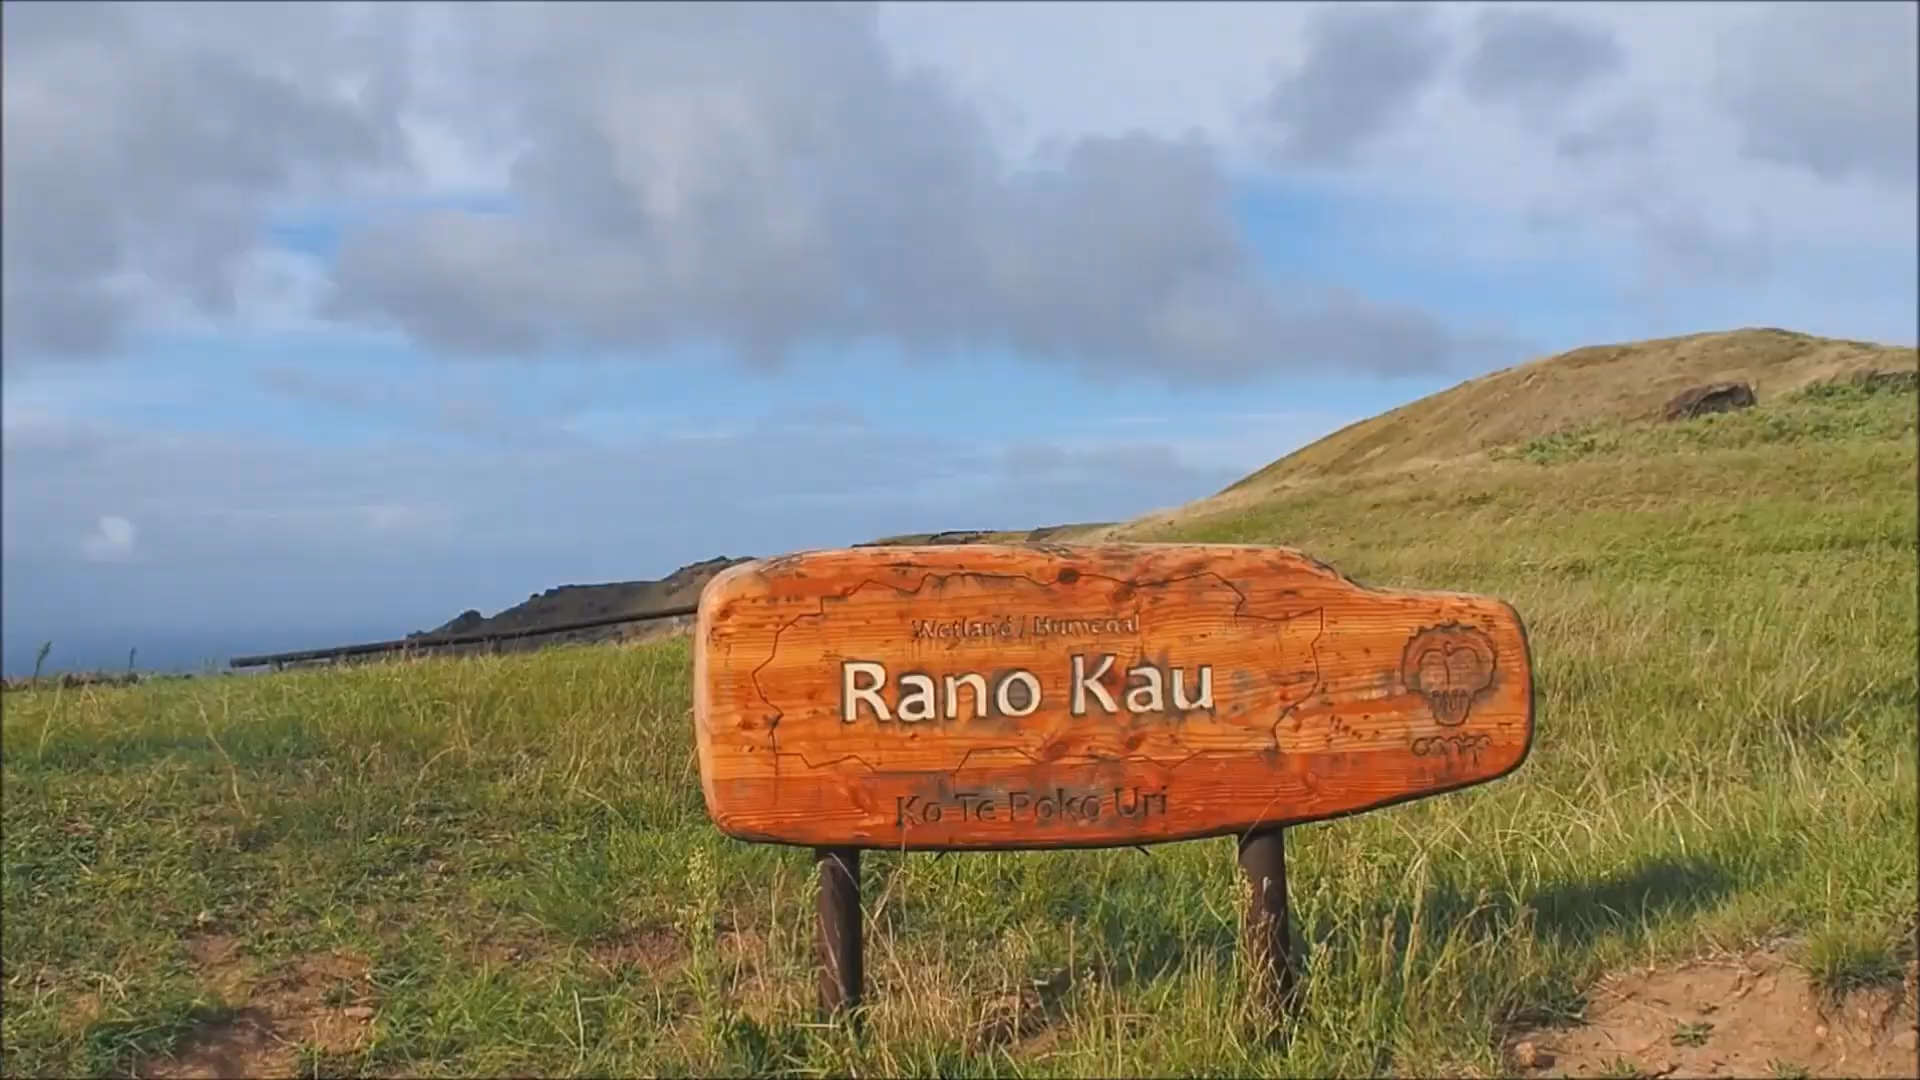 Wetland / Humedal
Rano Kau
Ko Te Poko Uri